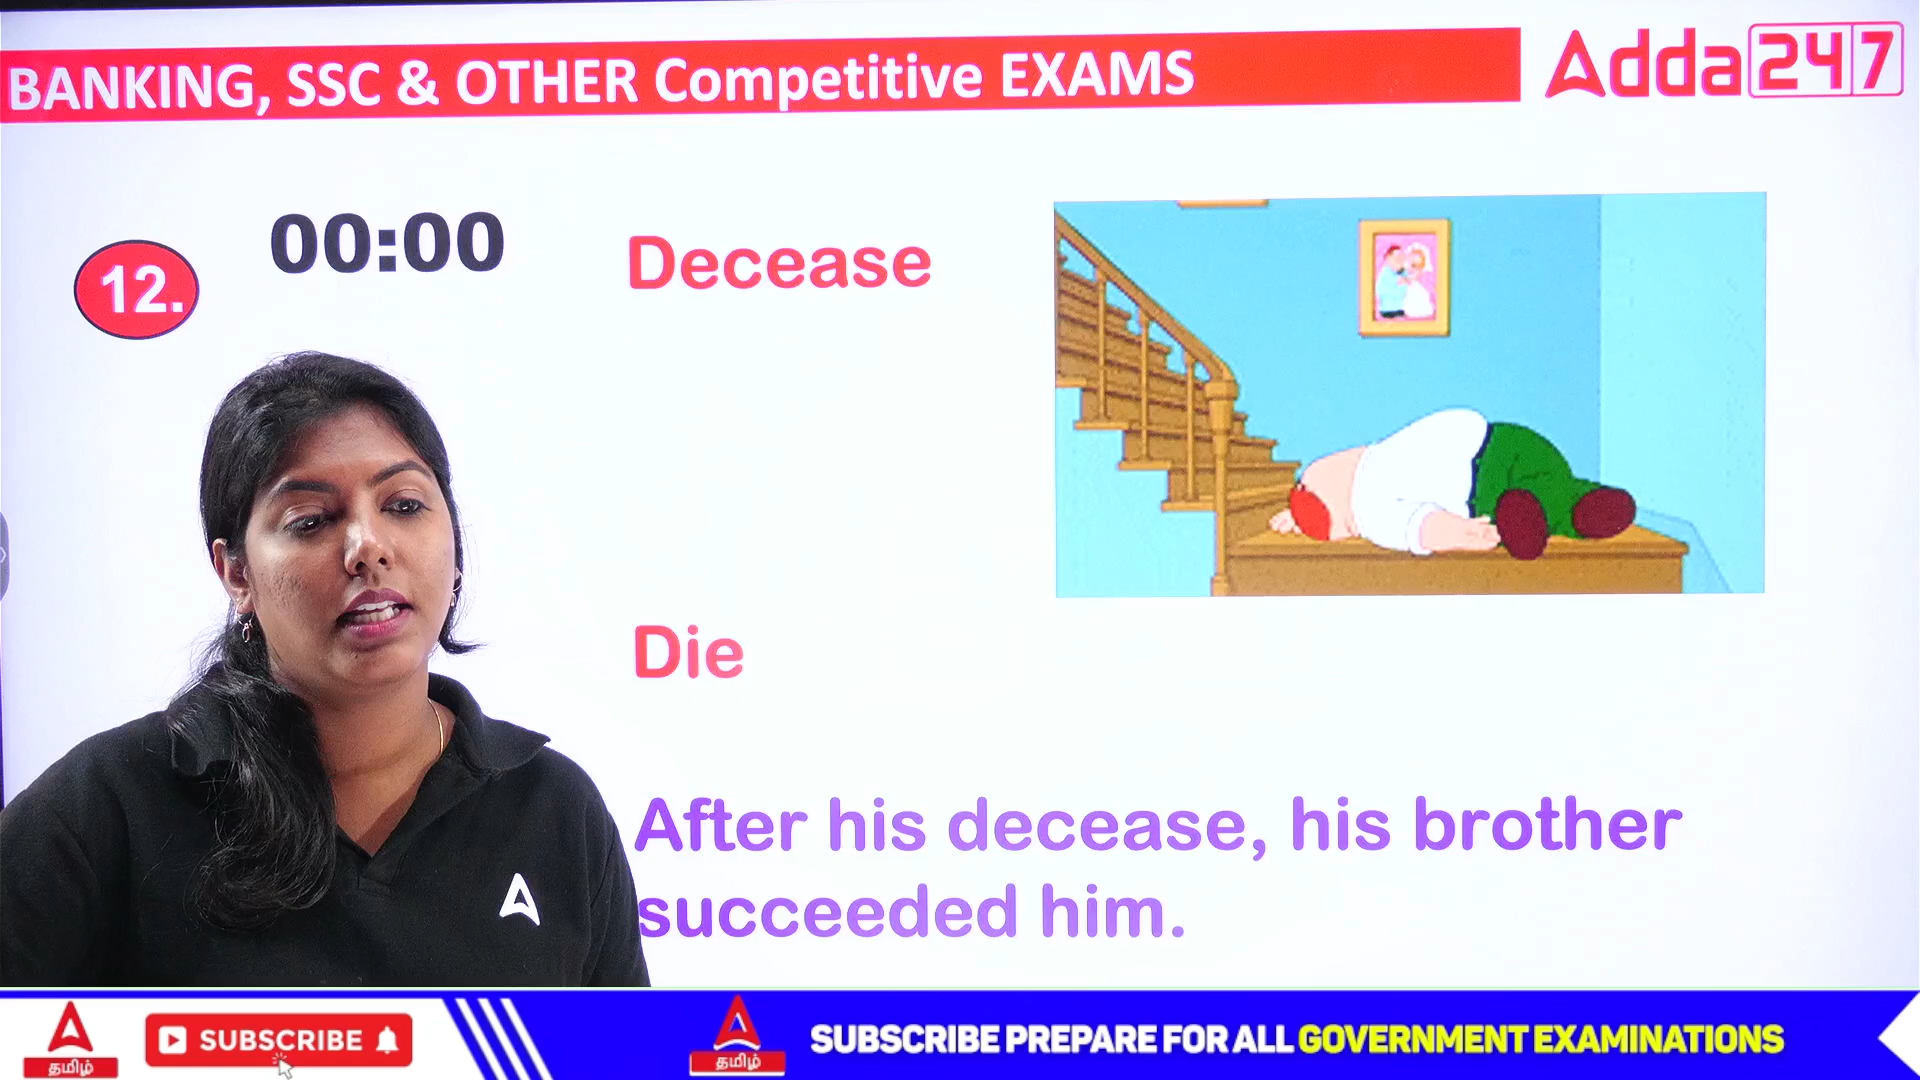 BANKING, SSC & OTHER Competitive EXAMS
Adda247
12.
00:00
Decease
Die
After his decease, his brother
succeeded him.
தமிழ்
SUBSCRIBE
தமிழ்
SUBSCRIBE PREPARE FOR ALL GOVERNMENT EXAMINATIONS